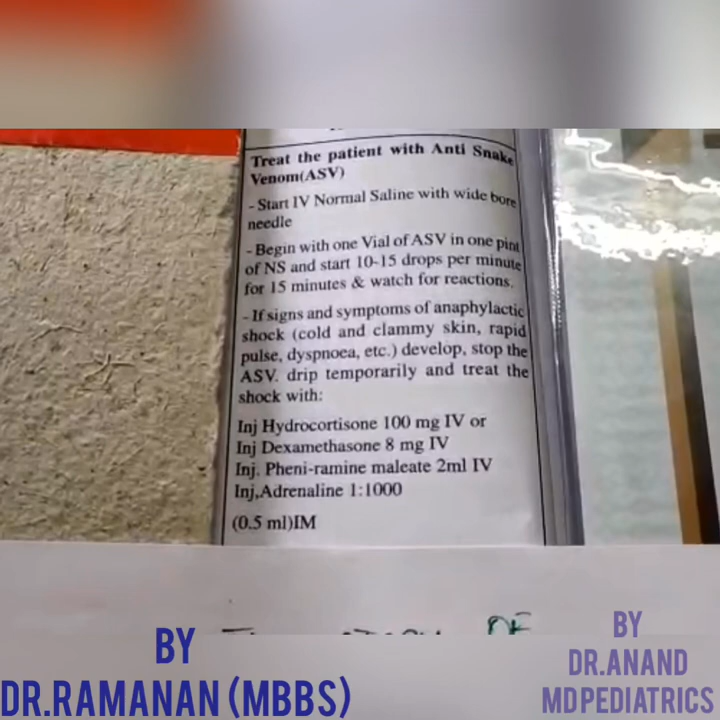 Treat the patient with Anti Snake
Venom(ASV)
- Start IV Normal Saline with wide bore
needle
- Begin with one Vial of ASV in one pint
of NS and start 10-15 drops per minute
for 15 minutes & watch for reactions.
- If signs and symptoms of anaphylactic
shock (cold and clammy skin, rapid
pulse, dyspnoea, etc.) develop, stop the
ASV. drip temporarily and treat the
shock with:
Inj Hydrocortisone 100 mg IV or
Inj Dexamethasone 8 mg IV
Inj. Pheni-ramine maleate 2ml IV
Inj,Adrenaline 1:1000
(0.5 ml)IM
OF
BY
DR.RAMANAN (MBBS)
BY
DR.ANAND
MD PEDIATRICS